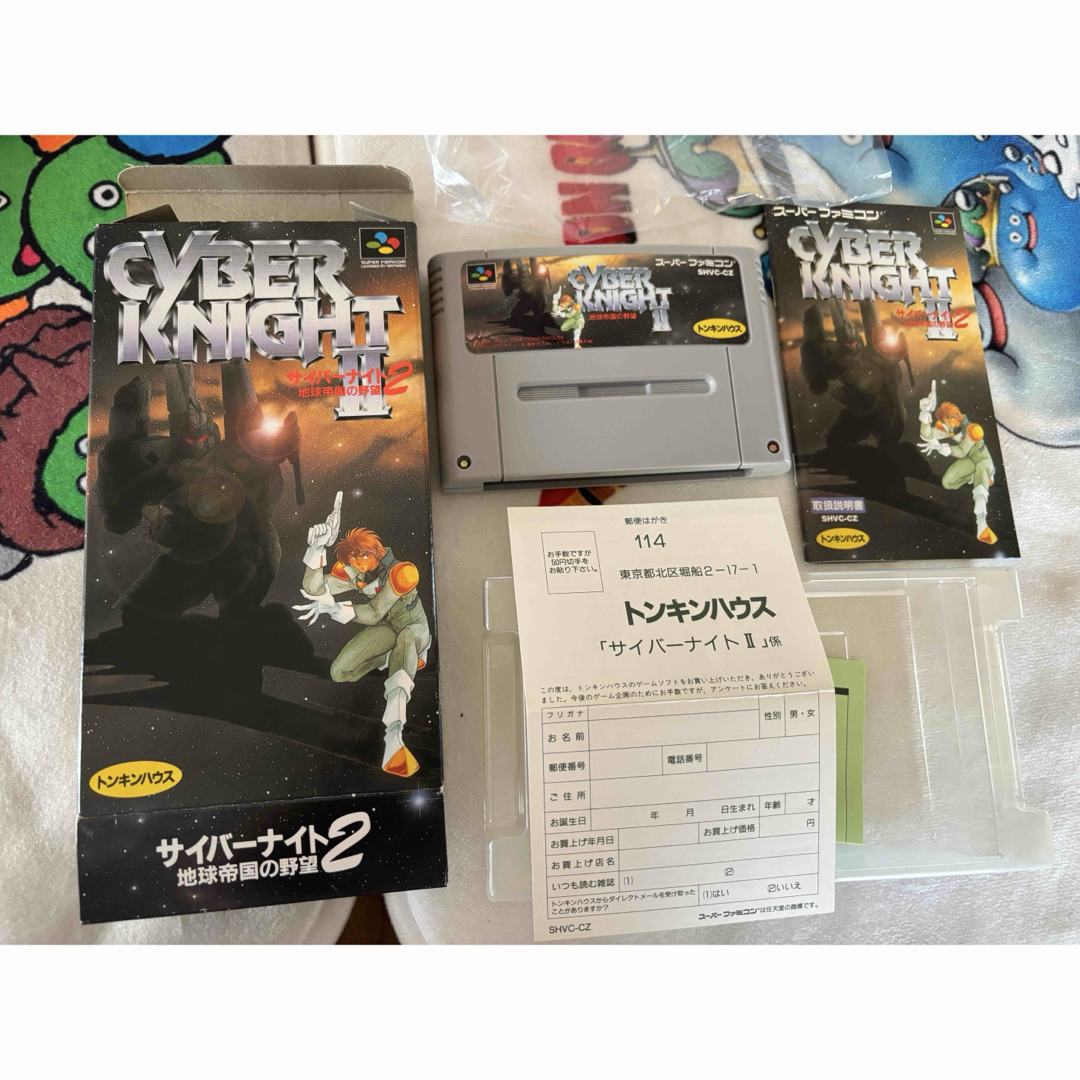 CYBER
KNIGHT
II
サイバーナイト2
地球帝国の野望
SUPER FAMICOM
LICENSED BY NINTENDO
トンキンハウス
サイバーナイト2
地球帝国の野望
スーパーファミコン
SHVC-CZ
CYBER
KNIGHT
II
地球帝国の野望
トンキンハウス
スーパーファミコン
CYBER
KNIGHT
II
サイバーナイト2
地球帝国の野望
取扱説明書
SHVC-CZ
トンキンハウス
郵便はがき
114
お手数ですが
50円切手を
お貼り下さい。
東京都北区堀船2-17-1
トンキンハウス
「サイバーナイトⅡ」係
この度は、トンキンハウスのゲームソフトをお買い上げいただき、ありがとうござい
ました。今後のゲーム企画のためにお手数ですが、アンケートにお答えください。
フリガナ
性別 男・女
お名前
郵便番号 電話番号
ご住所
お誕生日 年 月 日生まれ 年齢 才
お買上げ年月日 お買上げ価格 円
お買上げ店名
いつも読む雑誌 (1) (2)
トンキンハウスからダイレクトメールを受け取った
ことがありますか? (1)はい (2)いいえ
スーパーファミコンは任天堂の商標です。
SHVC-CZ